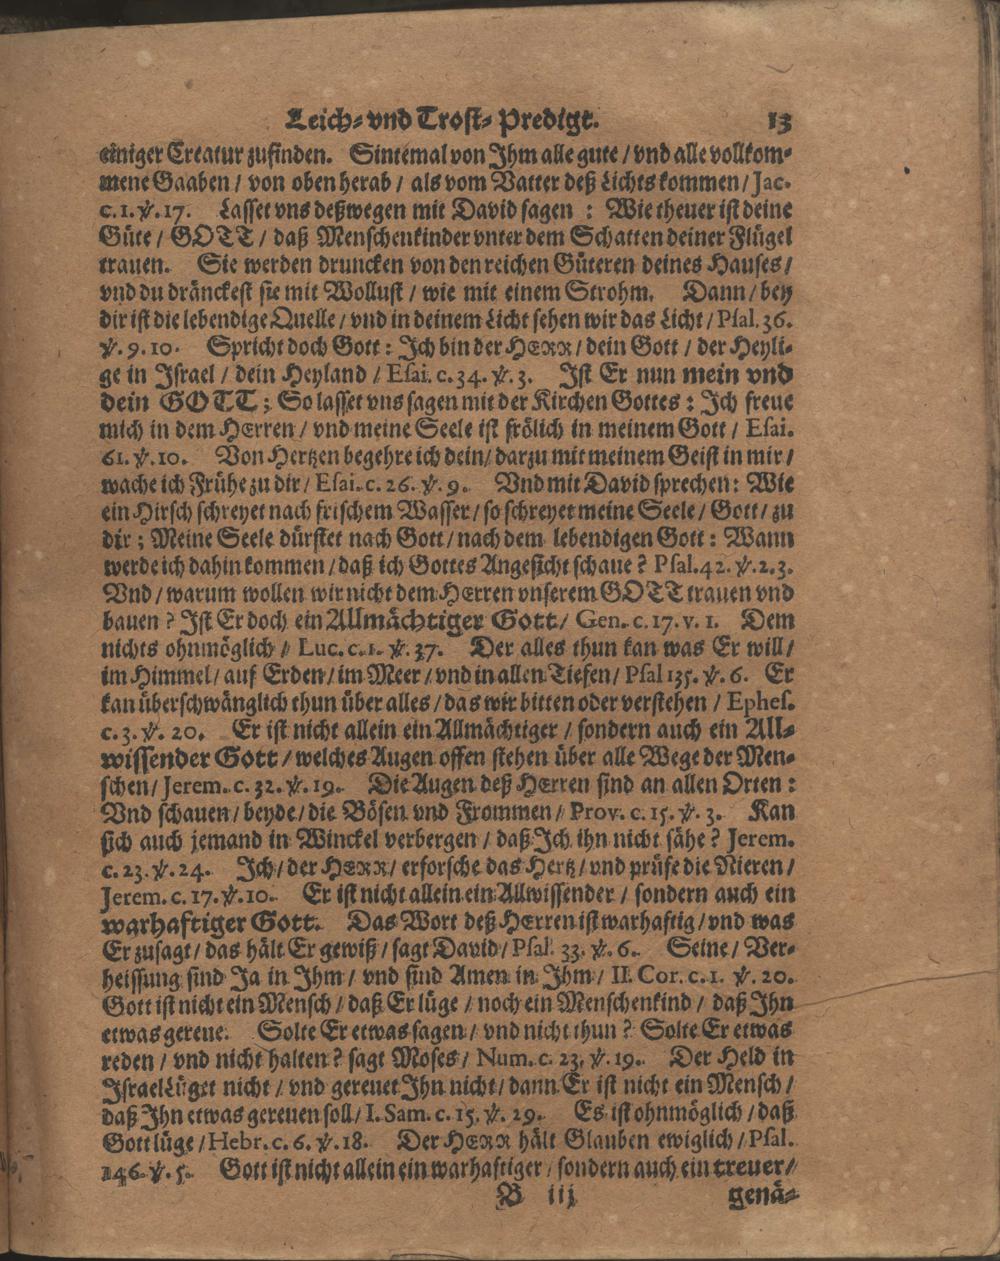 Leich- vnd Trost- Predigt. 13
einiger Creatur zufinden. Sintemal von Ihm alle gute / vnd alle vollkom-
mene Gaaben / von oben herab / als vom Vatter deß Lichts kommen / Jac.
c. 1. ℣. 17. Lasset vns deßwegen mit David sagen : Wie theuer ist deine
Güte / GOTT / daß Menschenkinder vnter dem Schatten deiner Flügel
trauen. Sie werden druncken von den reichen Güteren deines Hauses /
vnd du dränckest sie mit Wollust / wie mit einem Strohm. Dann / bey
dir ist die lebendige Quelle / vnd in deinem Licht sehen wir das Licht / Psal. 36.
℣. 9. 10. Spricht doch Gott : Ich bin der HERR / dein Gott / der Heyli-
ge in Israel / dein Heyland / Esai. c. 34. ℣. 3. Ist Er nun mein vnd
dein GOTT ; So lasset vns sagen mit der Kirchen Gottes : Ich freue
mich in dem HErren / vnd meine Seele ist frölich in meinem Gott / Esai.
61. ℣. 10. Von Hertzen begehre ich dein / darzu mit meinem Geist in mir /
wache ich Frühe zu dir / Esai. c. 26. ℣. 9. Vnd mit David sprechen : Wie
ein Hirsch schreyet nach frischem Wasser / so schreyet meine Seele / Gott / zu
dir ; Meine Seele dürstet nach Gott / nach dem lebendigen Gott : Wann
werde ich dahin kommen / daß ich Gottes Angesicht schaue ? Psal. 42. ℣. 2. 3.
Vnd / warum wollen wir nicht dem HErren vnserem GOTT trauen vnd
bauen ? Ist Er doch ein Allmächtiger Gott / Gen. c. 17. v. 1. Dem
nichts ohnmöglich / Luc. c. 1. ℣. 37. Der alles thun kan was Er will /
im Himmel / auf Erden / im Meer / vnd in allen Tiefen / Psal 135. ℣. 6. Er
kan überschwänglich thun über alles / das wir bitten oder verstehen / Ephes.
c. 3. ℣. 20. Er ist nicht allein ein Allmächtiger / sondern auch ein All-
wissender Gott / welches Augen offen stehen über alle Wege der Men-
schen / Jerem. c. 32. ℣. 19. Die Augen deß HErren sind an allen Orten :
Vnd schauen / beyde / die Bösen vnd Frommen / Prov. c. 15. ℣. 3. Kan
sich auch jemand in Winckel verbergen / daß Ich ihn nicht sähe ? Jerem.
c. 23. ℣. 24. Ich / der HERR / erforsche das Hertz / vnd prüfe die Nieren /
Jerem. c. 17. ℣. 10. Er ist nicht allein ein Allwissender / sondern auch ein
warhaftiger Gott. Das Wort deß HErren ist warhaftig / vnd was
Er zusagt / das hält Er gewiß / sagt David / Psal. 33. ℣. 6. Seine / Ver-
heissung sind Ja in Ihm / vnd sind Amen in Ihm / II. Cor. c. 1. ℣. 20.
Gott ist nicht ein Mensch / daß Er lüge / noch ein Menschenkind / daß Ihn
etwas gereue. Solte Er etwas sagen / vnd nicht thun ? Solte Er etwas
reden / vnd nicht halten ? sagt Moses / Num. c. 23. ℣. 19. Der Held in
Israel Lüget nicht / vnd gereuet Ihn nicht / dann Er ist nicht ein Mensch /
daß Ihn etwas gereuen soll / I. Sam. c. 15. ℣. 29. Es ist ohnmöglich / daß
Gott lüge / Hebr. c. 6. ℣. 18. Der HERR hält Glauben ewiglich / Psal.
146. ℣. 5. Gott ist nicht allein ein warhaftiger / sondern auch ein treuer /
B iij genä-